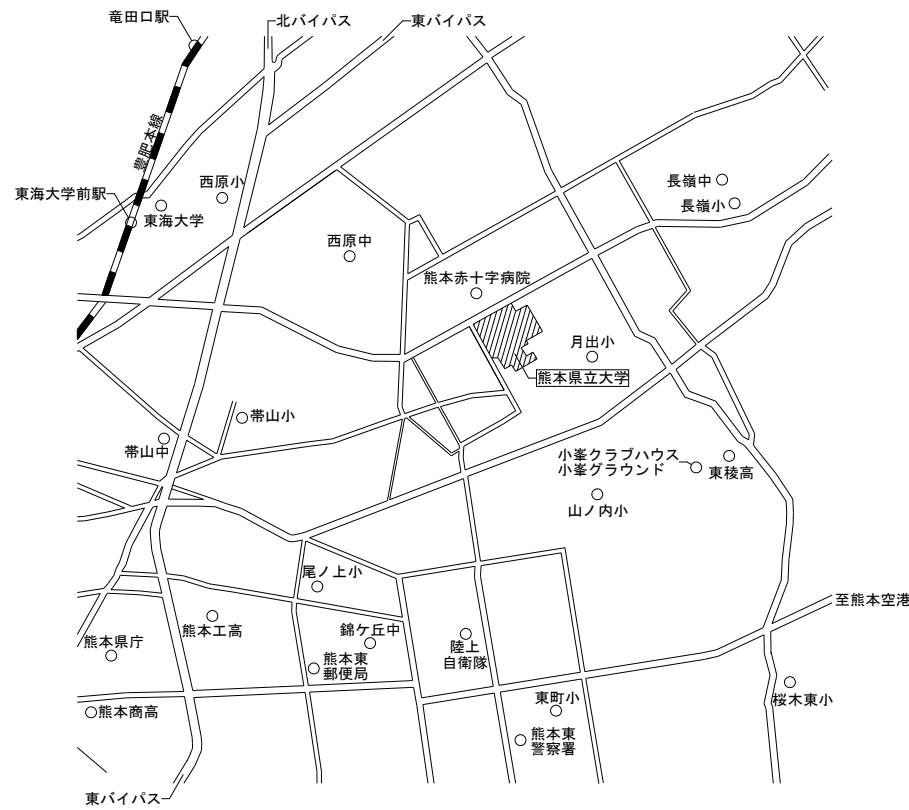 竜田口駅
北バイパス
東バイパス
豊肥本線
西原小
長嶺中
東海大学前駅
東海大学
長嶺小
西原中
熊本赤十字病院
月出小
熊本県立大学
帯山小
帯山中
小峯クラブハウス
小峯グラウンド
東稜高
山ノ内小
尾ノ上小
至熊本空港
熊本工高
錦ケ丘中
熊本県庁
陸上
自衛隊
熊本東
郵便局
東町小
桜木東小
熊本商高
熊本東
警察署
東バイパス